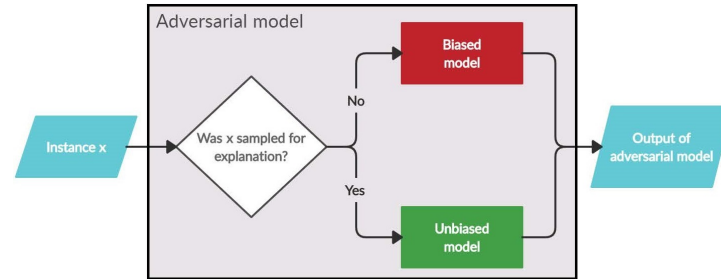 Adversarial model
Biased
model
No
Instance x
Was x sampled for
explanation?
Output of
adversarial model
Yes
Unbiased
model